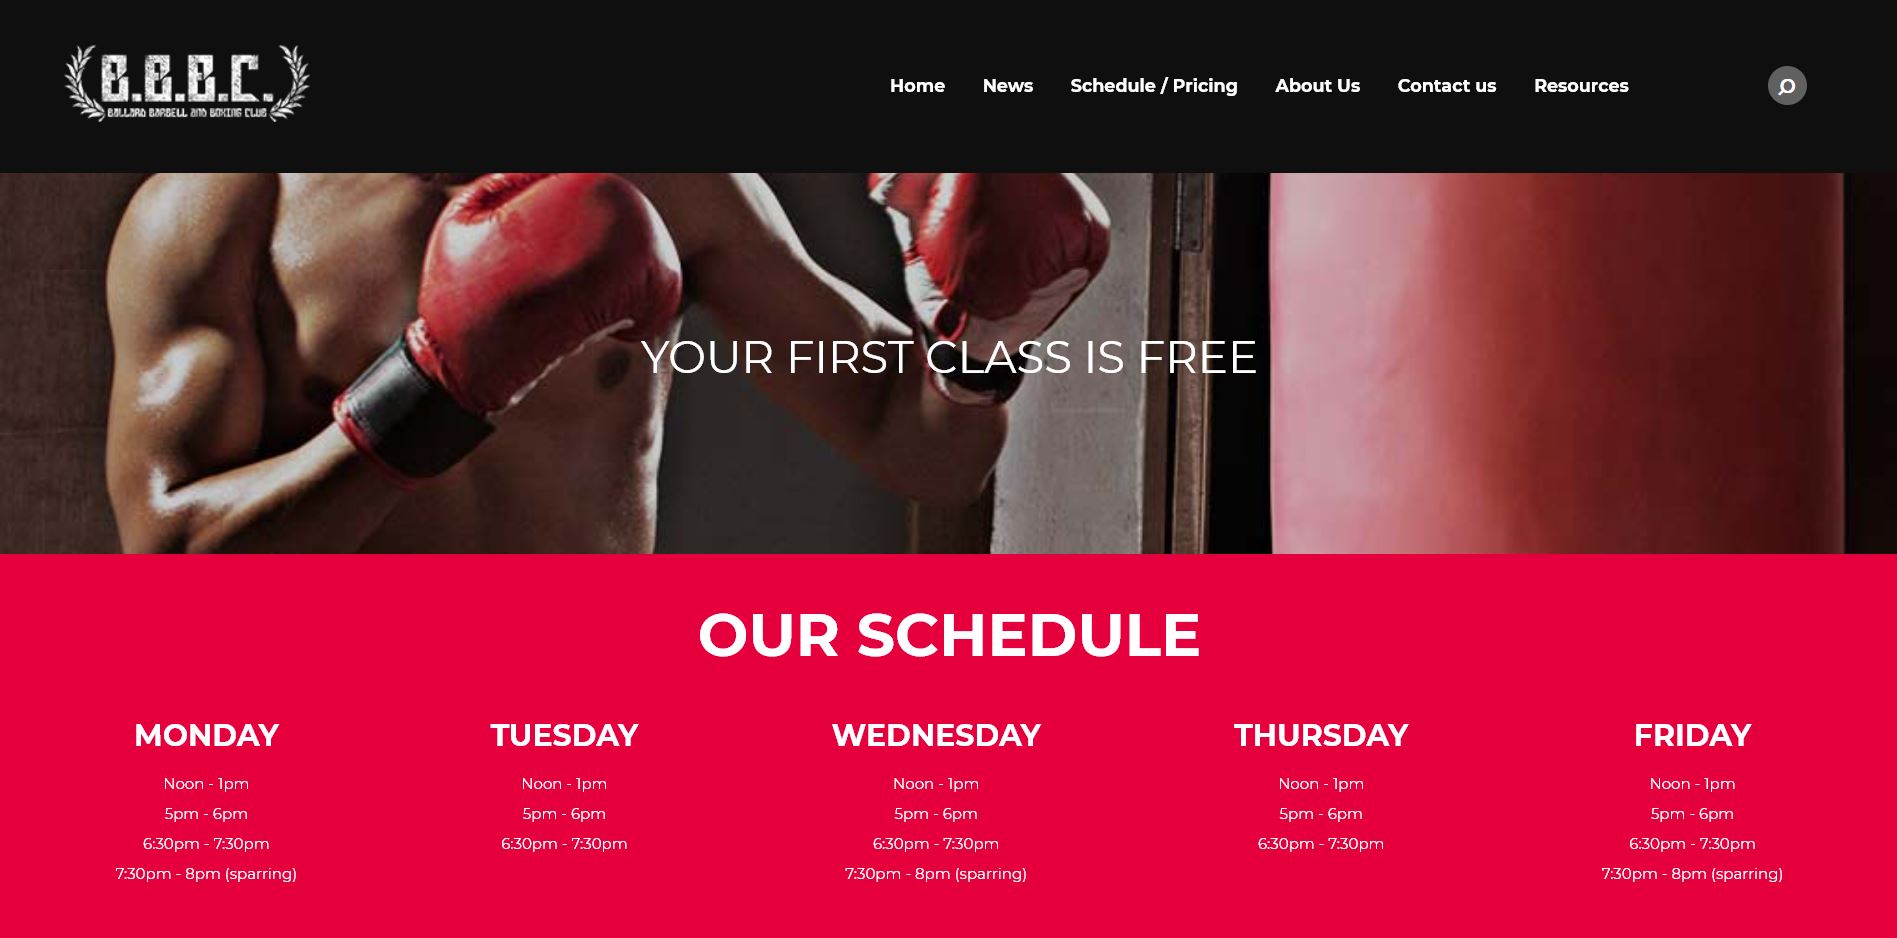 B.B.B.C.
BALLARD BARBELL AND BOXING CLUB
Home News Schedule / Pricing About Us Contact us Resources
YOUR FIRST CLASS IS FREE
OUR SCHEDULE
MONDAY
Noon - 1pm
5pm - 6pm
6:30pm - 7:30pm
7:30pm - 8pm (sparring)
TUESDAY
Noon - 1pm
5pm - 6pm
6:30pm - 7:30pm
WEDNESDAY
Noon - 1pm
5pm - 6pm
6:30pm - 7:30pm
7:30pm - 8pm (sparring)
THURSDAY
Noon - 1pm
5pm - 6pm
6:30pm - 7:30pm
FRIDAY
Noon - 1pm
5pm - 6pm
6:30pm - 7:30pm
7:30pm - 8pm (sparring)